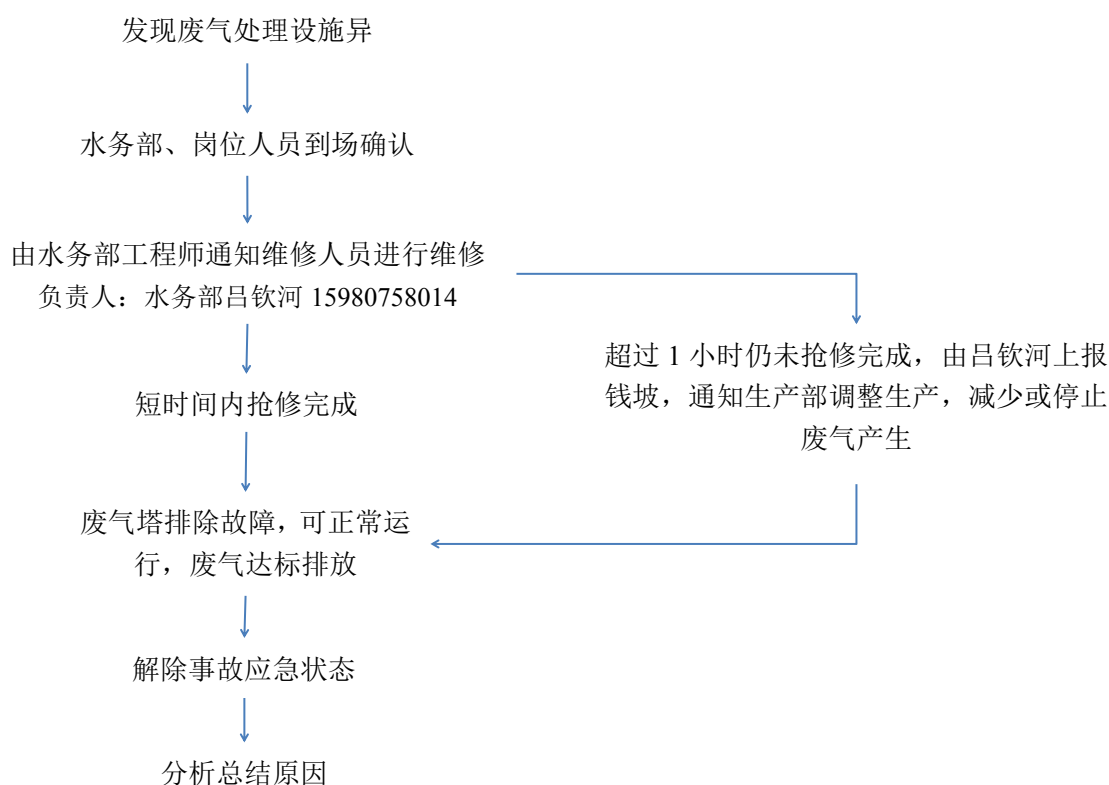 发现废气处理设施异
水务部、岗位人员到场确认
由水务部工程师通知维修人员进行维修
负责人：水务部吕钦河 15980758014
短时间内抢修完成
超过 1 小时仍未抢修完成，由吕钦河上报
钱坡，通知生产部调整生产，减少或停止
废气产生
废气塔排除故障，可正常运
行，废气达标排放
解除事故应急状态
分析总结原因